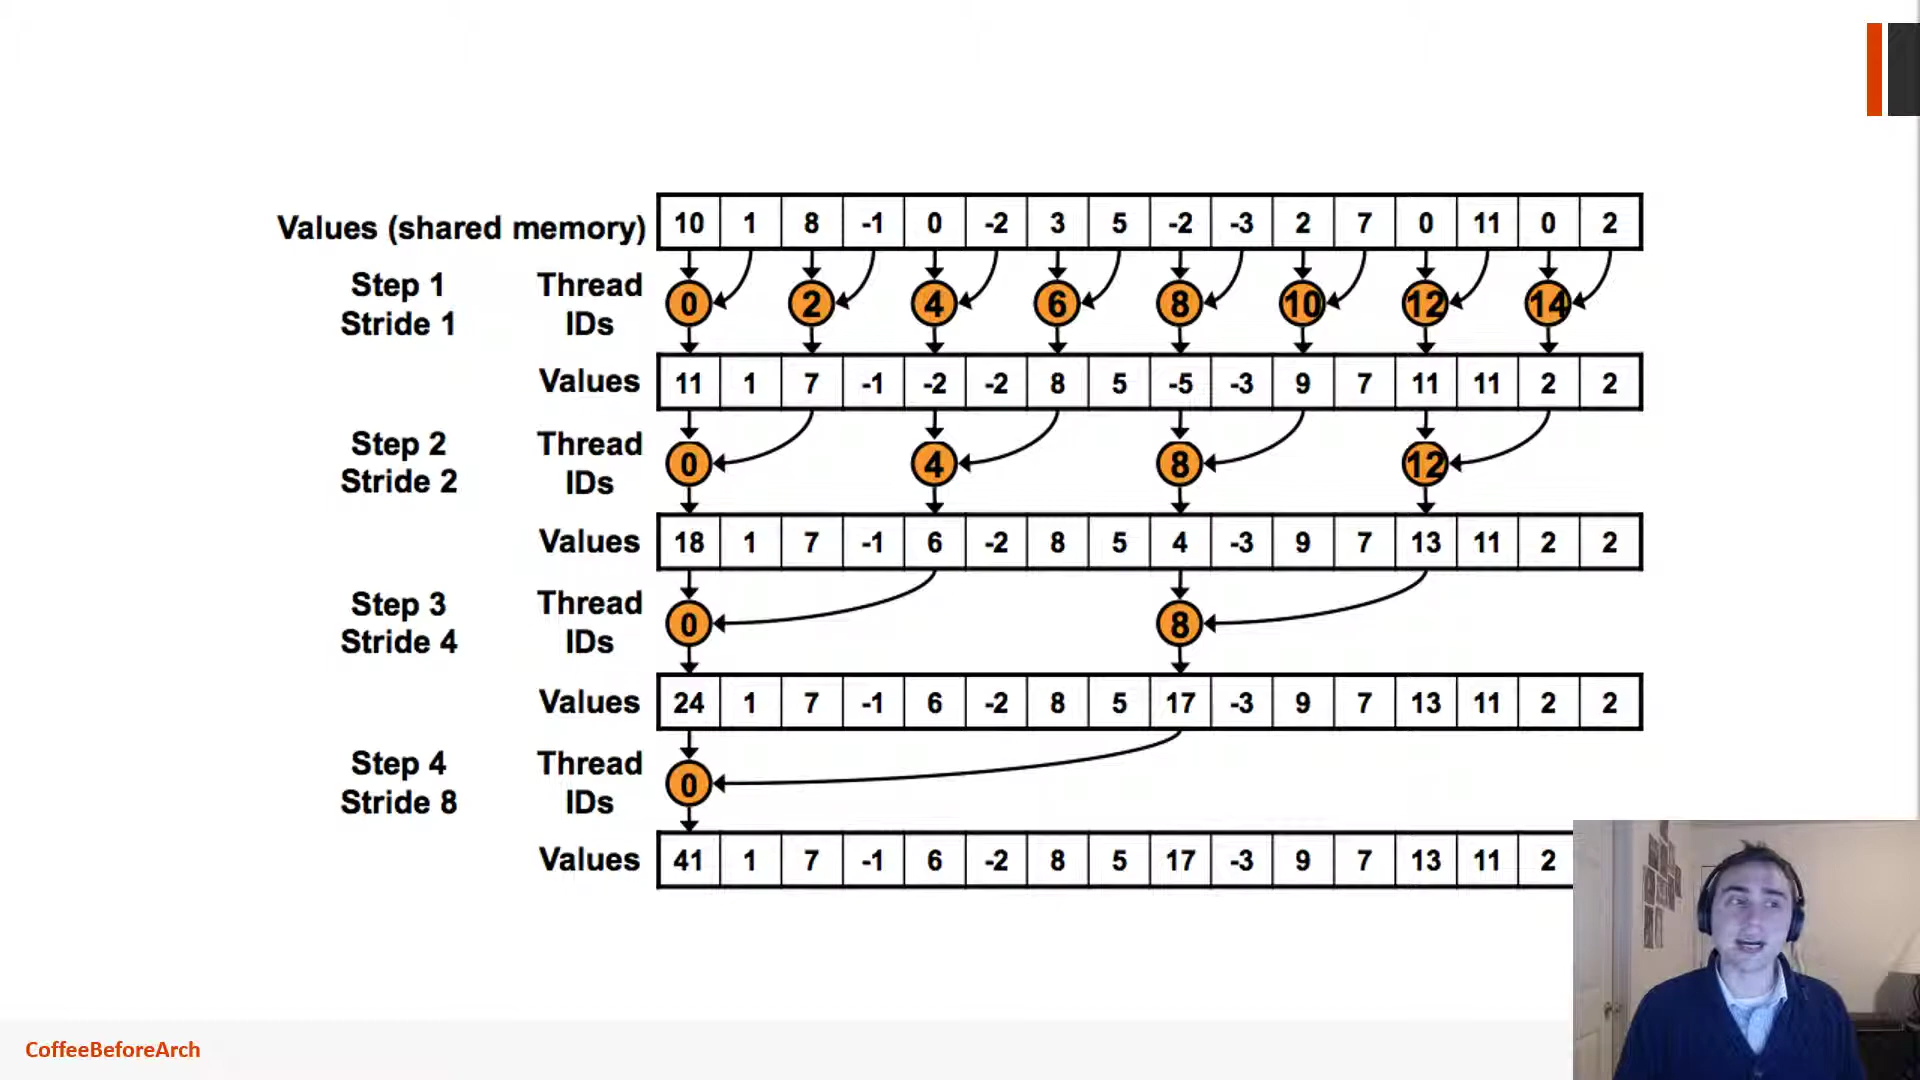 Values (shared memory) 10 1 8 -1 0 -2 3 5 -2 -3 2 7 0 11 0 2
Step 1 Thread
Stride 1 IDs
0 2 4 6 8 10 12 14
Values 11 1 7 -1 -2 -2 8 5 -5 -3 9 7 11 11 2 2
Step 2 Thread
Stride 2 IDs
0 4 8 12
Values 18 1 7 -1 6 -2 8 5 4 -3 9 7 13 11 2 2
Step 3 Thread
Stride 4 IDs
0 8
Values 24 1 7 -1 6 -2 8 5 17 -3 9 7 13 11 2 2
Step 4 Thread
Stride 8 IDs
0
Values 41 1 7 -1 6 -2 8 5 17 -3 9 7 13 11 2
CoffeeBeforeArch